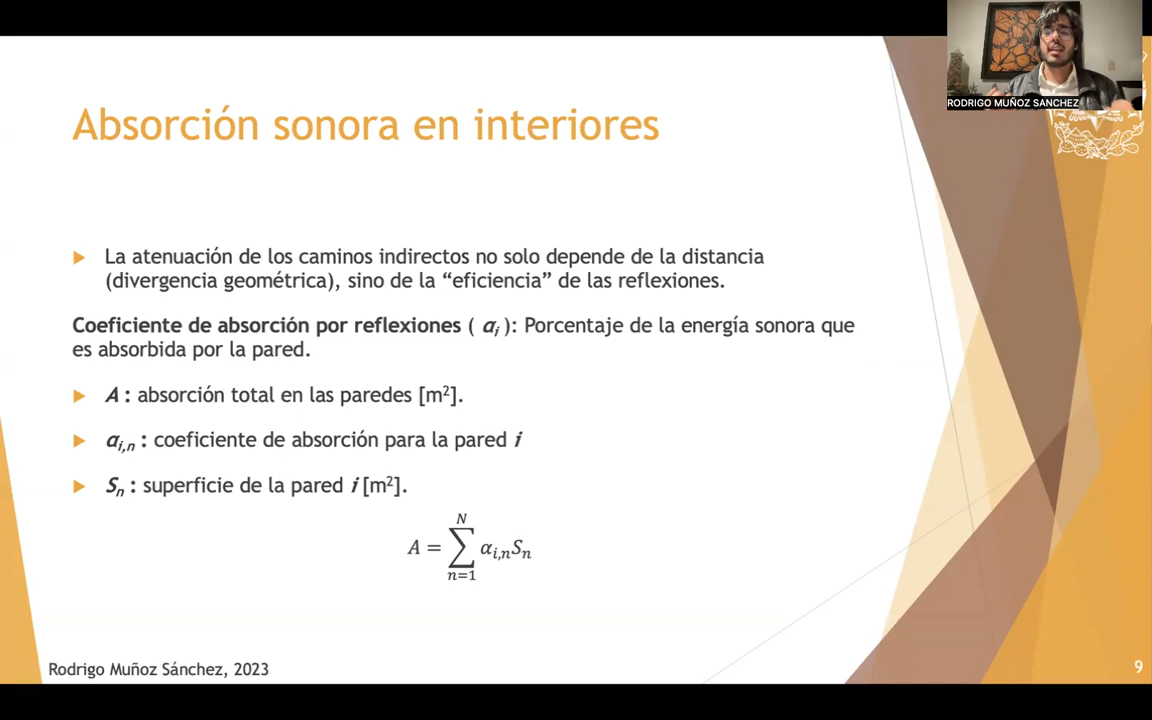 RODRIGO MUÑOZ SANCHEZ
Absorción sonora en interiores
La atenuación de los caminos indirectos no solo depende de la distancia
(divergencia geométrica), sino de la “eficiencia” de las reflexiones.
Coeficiente de absorción por reflexiones ( αᵢ ): Porcentaje de la energía sonora que
es absorbida por la pared.
A : absorción total en las paredes [m²].
α_{i,n} : coeficiente de absorción para la pared i
Sₙ : superficie de la pared i [m²].
A = ∑_{n=1}^{N} α_{i,n}Sₙ
Rodrigo Muñoz Sánchez, 2023
9